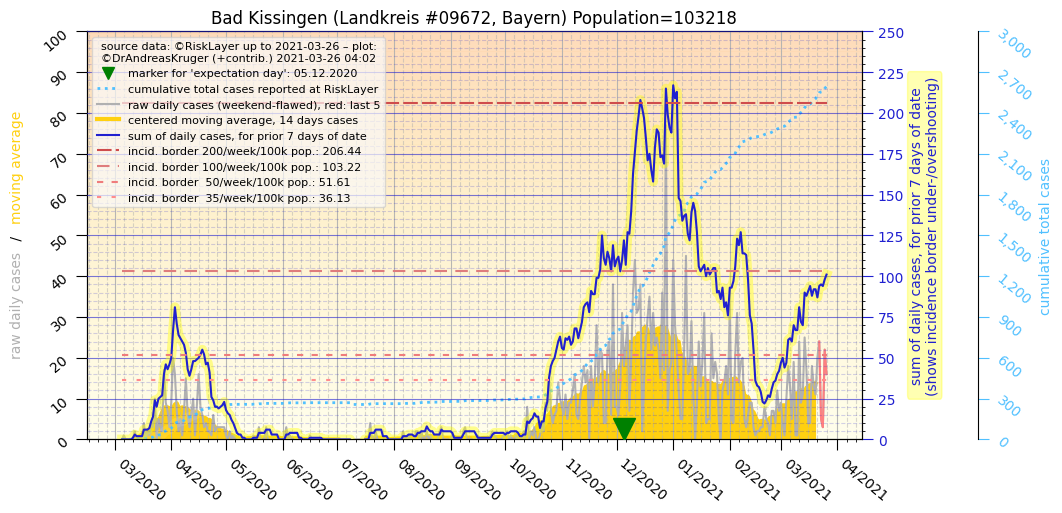 Bad Kissingen (Landkreis #09672, Bayern) Population=103218
source data: ©RiskLayer up to 2021-03-26 – plot:
©DrAndreasKruger (+contrib.) 2021-03-26 04:02
marker for 'expectation day': 05.12.2020
cumulative total cases reported at RiskLayer
raw daily cases (weekend-flawed), red: last 5
centered moving average, 14 days cases
sum of daily cases, for prior 7 days of date
incid. border 200/week/100k pop.: 206.44
incid. border 100/week/100k pop.: 103.22
incid. border  50/week/100k pop.: 51.61
incid. border  35/week/100k pop.: 36.13
raw daily cases / moving average
100
90
80
70
60
50
40
30
20
10
0
03/2020
04/2020
05/2020
06/2020
07/2020
08/2020
09/2020
10/2020
11/2020
12/2020
01/2021
02/2021
03/2021
04/2021
250
225
200
175
150
125
100
75
50
25
0
sum of daily cases, for prior 7 days of date
(shows incidence border under-/overshooting)
3,000
2,700
2,400
2,100
1,800
1,500
1,200
900
600
300
0
cumulative total cases